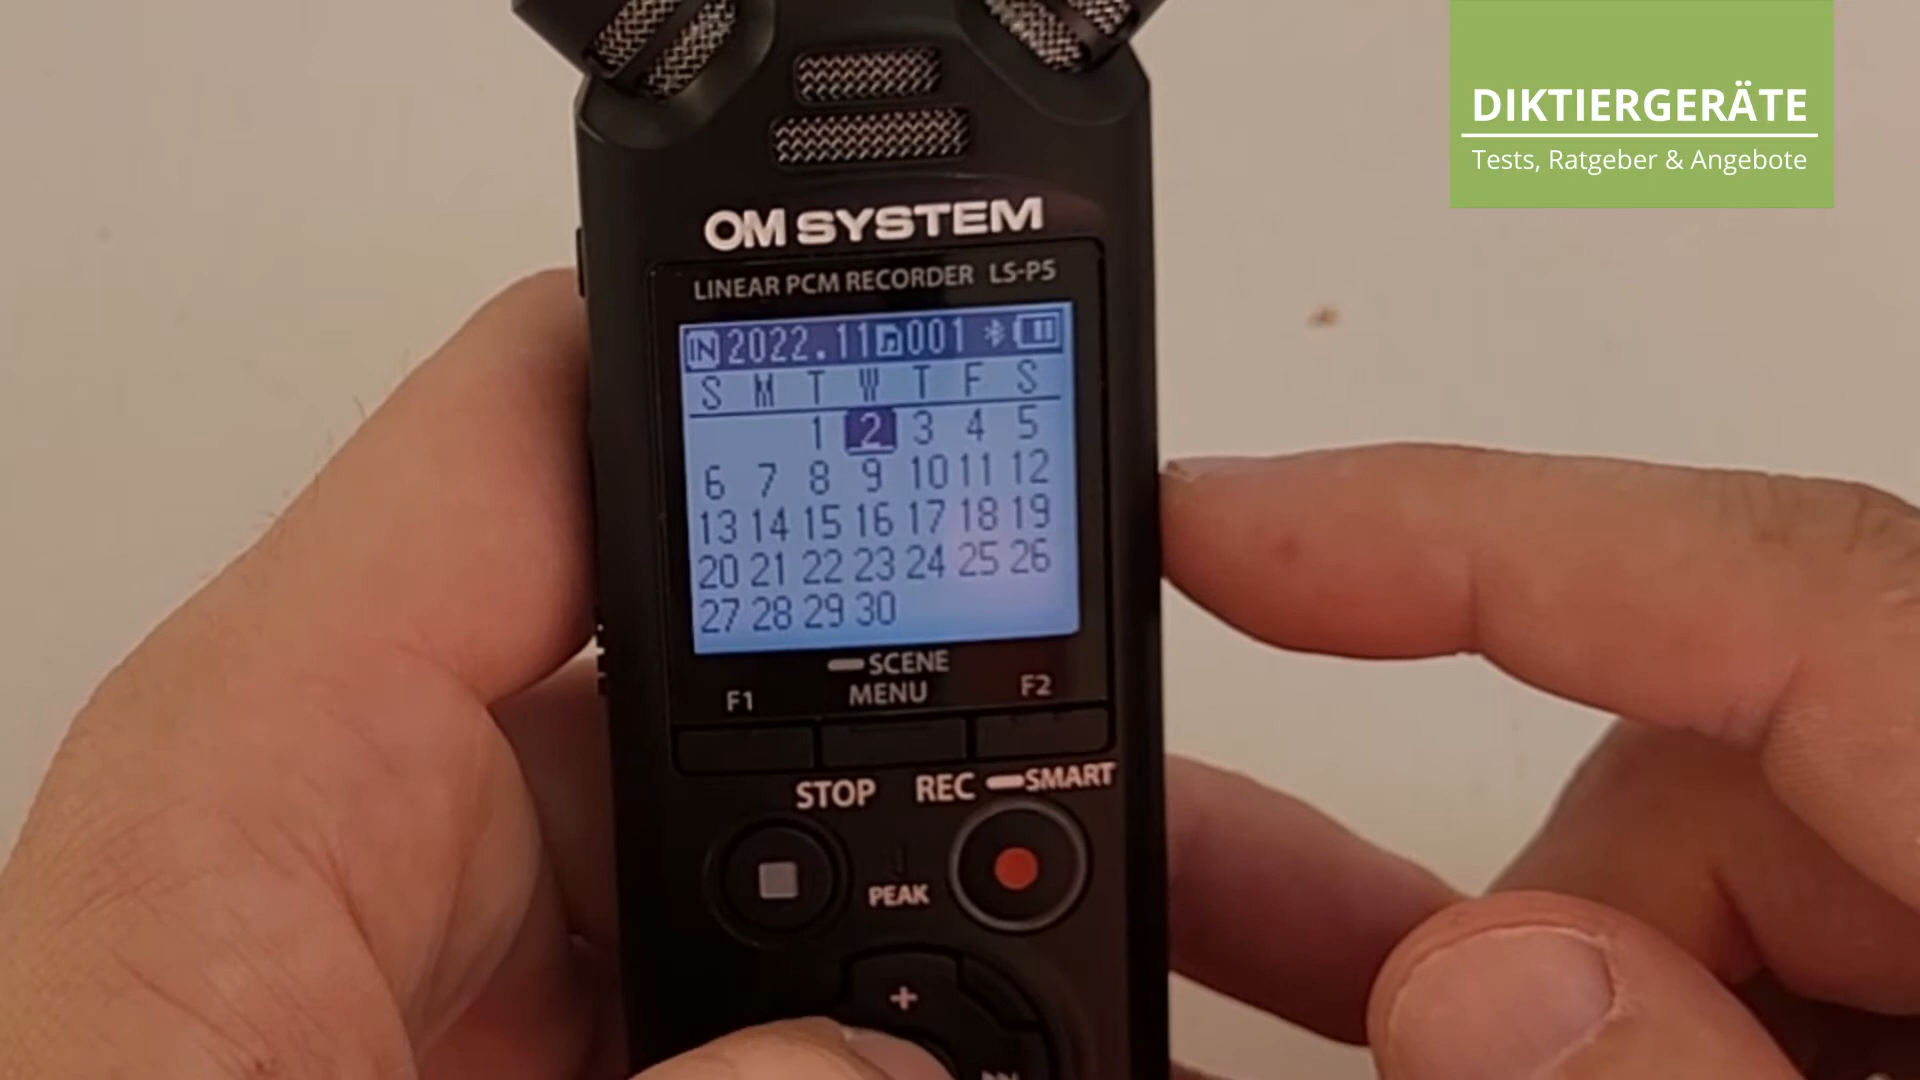 DIKTIERGERÄTE
Tests, Ratgeber & Angebote
OM SYSTEM
LINEAR PCM RECORDER LS-P5
IN 2022.11 001
S M T W T F S
1 2 3 4 5
6 7 8 9 10 11 12
13 14 15 16 17 18 19
20 21 22 23 24 25 26
27 28 29 30
SCENE
F1 MENU F2
STOP REC SMART
PEAK
+